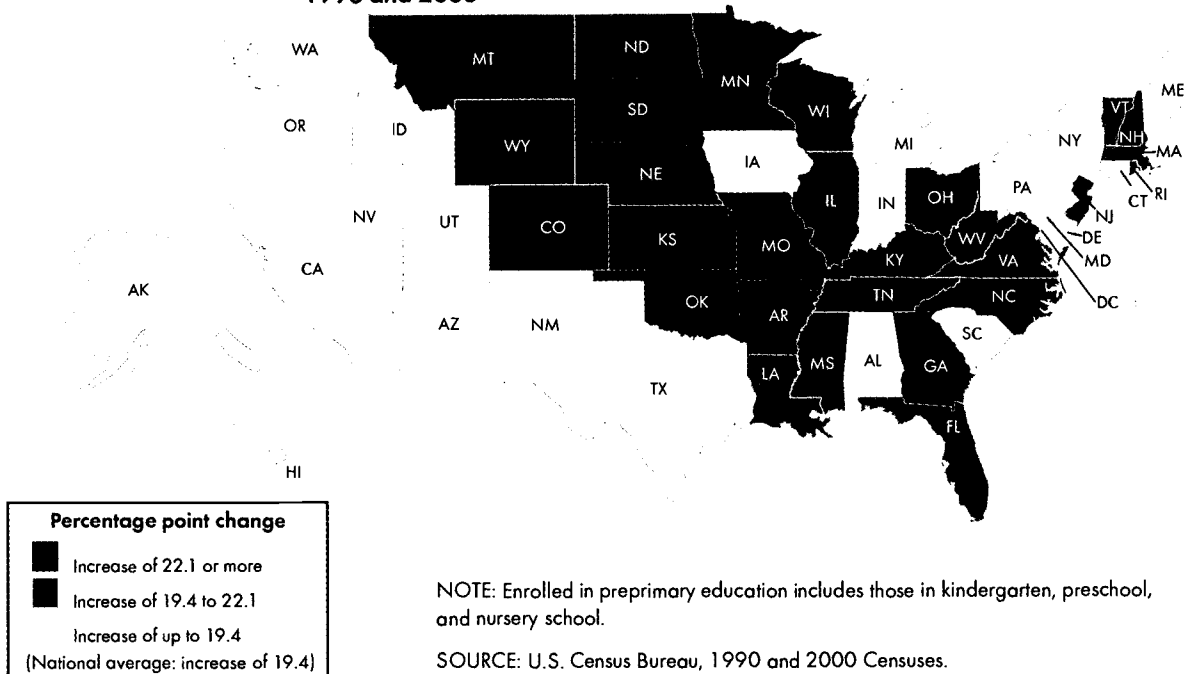 1990 and 2000
WA
MT
ND
MN
OR
ID
WY
SD
WI
MI
NY
VT
NH
ME
MA
RI
CT
NV
UT
CO
NE
IA
IL
IN
OH
PA
NJ
DE
MD
DC
CA
AZ
NM
KS
MO
KY
WV
VA
OK
AR
TN
NC
SC
TX
LA
MS
AL
GA
FL
AK
HI
Percentage point change
Increase of 22.1 or more
Increase of 19.4 to 22.1
Increase of up to 19.4
(National average: increase of 19.4)
NOTE: Enrolled in preprimary education includes those in kindergarten, preschool,
and nursery school.
SOURCE: U.S. Census Bureau, 1990 and 2000 Censuses.